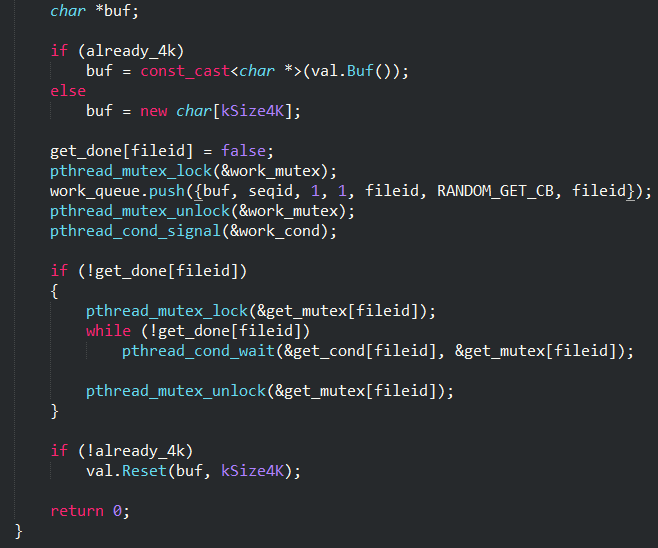 char *buf;
if (already_4k)
buf = const_cast<char *>(val.Buf());
else
buf = new char[kSize4K];
get_done[fileid] = false;
pthread_mutex_lock(&work_mutex);
work_queue.push({buf, seqid, 1, 1, fileid, RANDOM_GET_CB, fileid});
pthread_mutex_unlock(&work_mutex);
pthread_cond_signal(&work_cond);
if (!get_done[fileid])
{
pthread_mutex_lock(&get_mutex[fileid]);
while (!get_done[fileid])
pthread_cond_wait(&get_cond[fileid], &get_mutex[fileid]);
pthread_mutex_unlock(&get_mutex[fileid]);
}
if (!already_4k)
val.Reset(buf, kSize4K);
return 0;
}